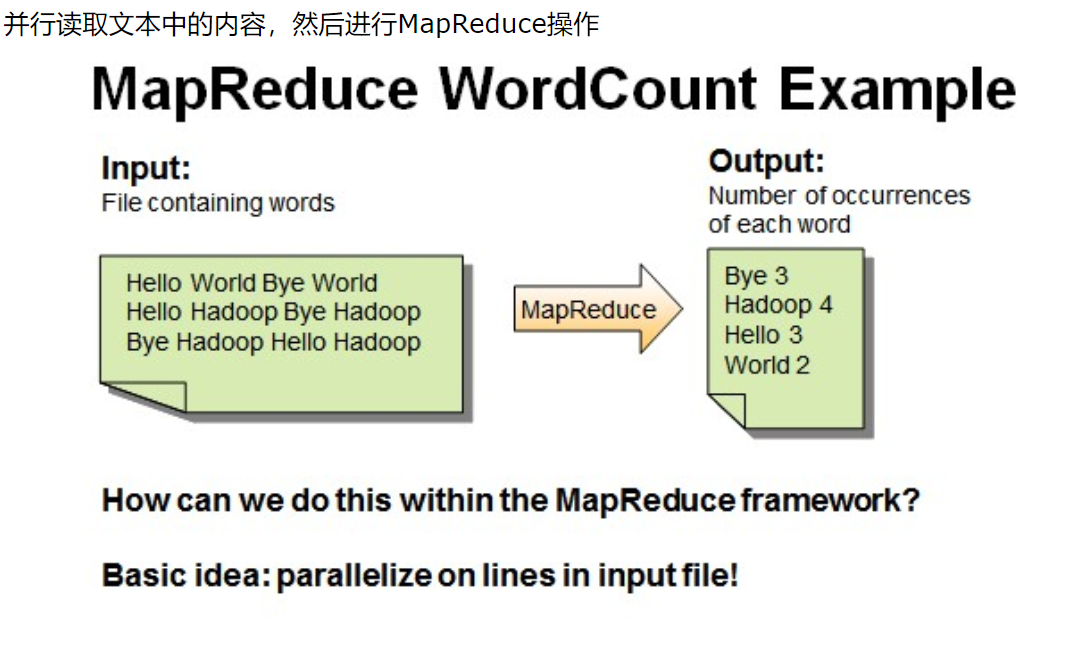 并行读取文本中的内容，然后进行MapReduce操作
MapReduce WordCount Example
Input:
File containing words
Hello World Bye World
Hello Hadoop Bye Hadoop
Bye Hadoop Hello Hadoop
MapReduce
Output:
Number of occurrences
of each word
Bye 3
Hadoop 4
Hello 3
World 2
How can we do this within the MapReduce framework?
Basic idea: parallelize on lines in input file!